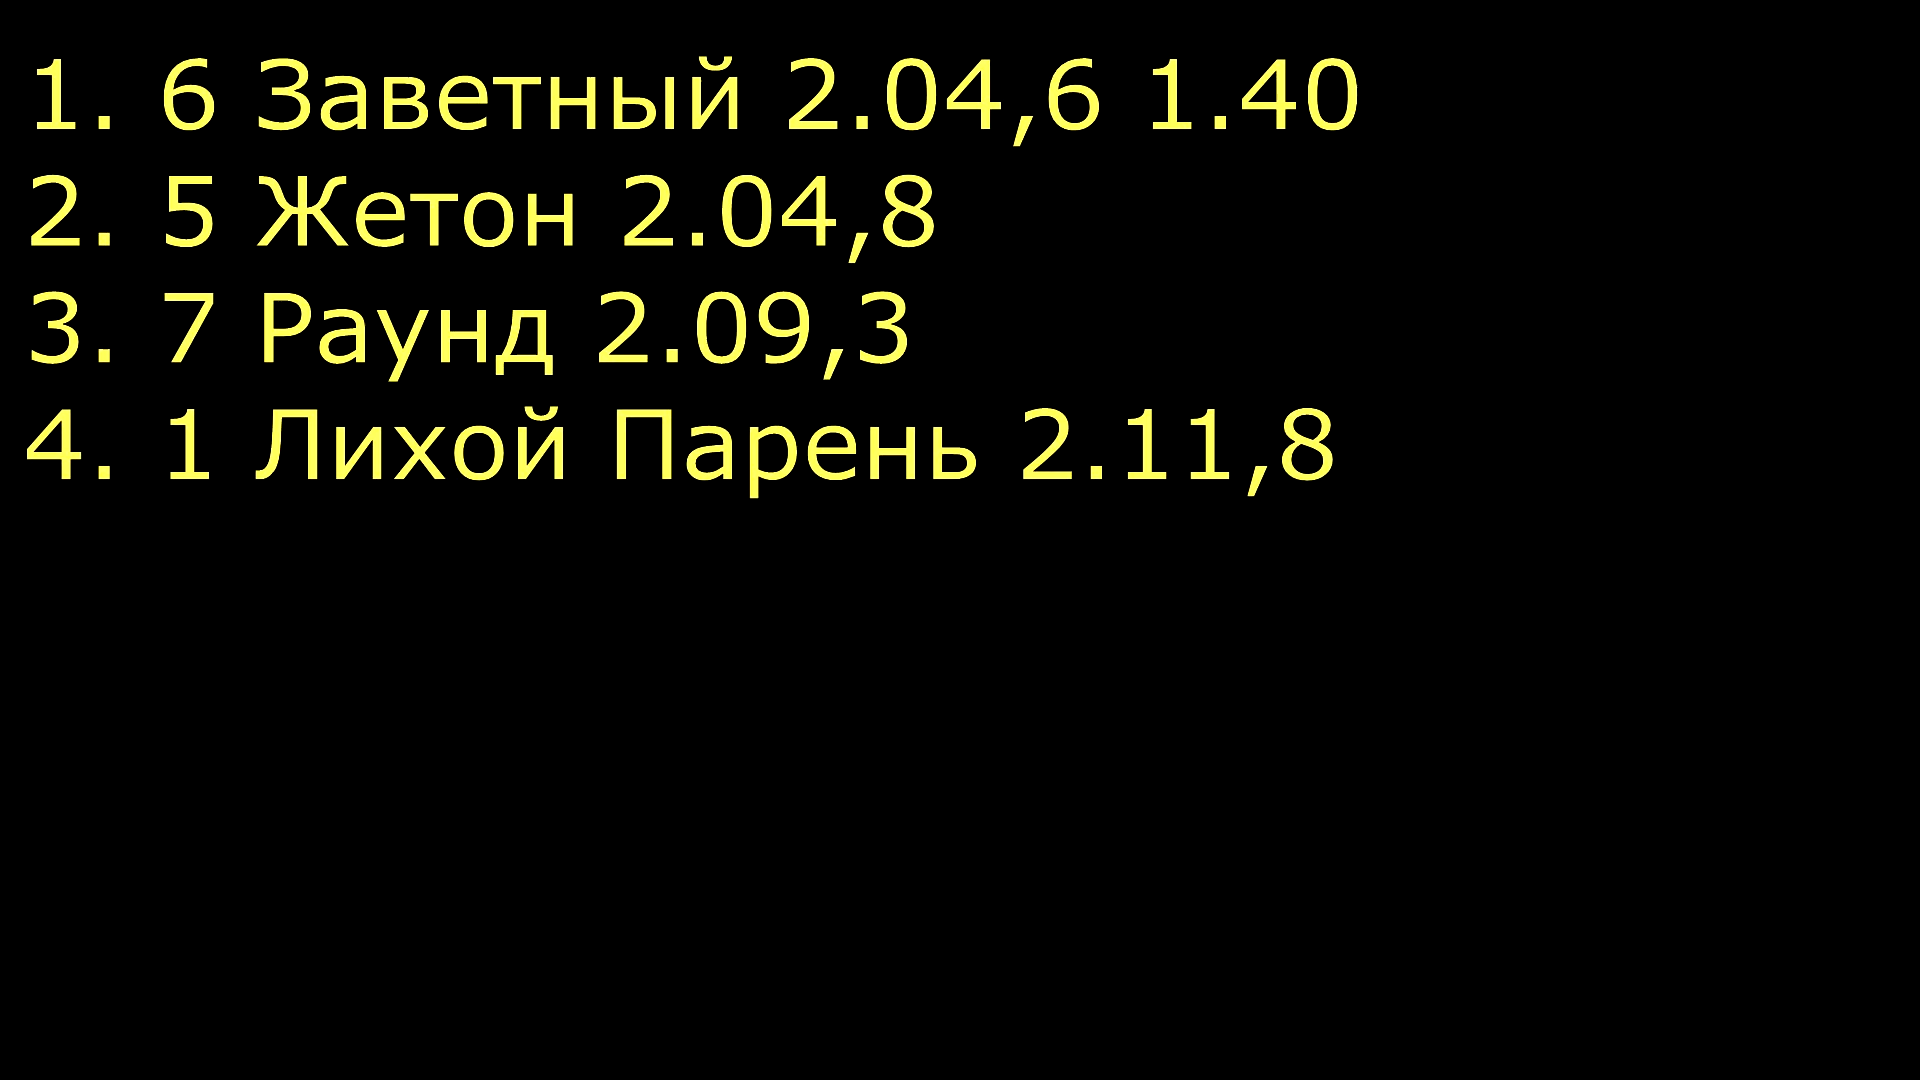 1. 6 Заветный 2.04,6 1.40
2. 5 Жетон 2.04,8
3. 7 Раунд 2.09,3
4. 1 Лихой Парень 2.11,8